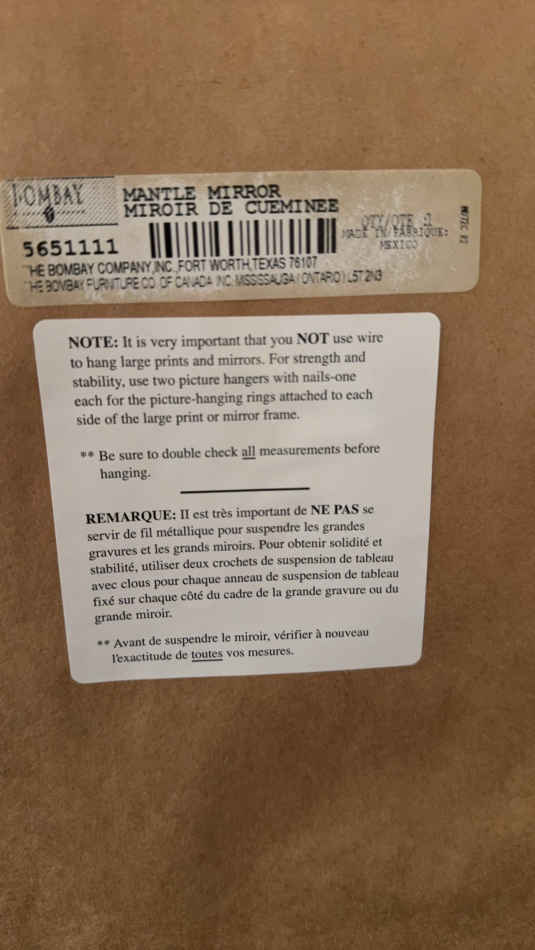 BOMBAY
MANTLE MIRROR
MIROIR DE CUEMINEE
5651111
QTY/QTE :1
MADE IN/FABRIQUE:
MEXICO
THE BOMBAY COMPANY, INC., FORT WORTH, TEXAS 76107
THE BOMBAY FURNITURE CO. OF CANADA INC. MISSISSAUGA (ONTARIO) L5T 2N3
NOTE: It is very important that you NOT use wire
to hang large prints and mirrors. For strength and
stability, use two picture hangers with nails-one
each for the picture-hanging rings attached to each
side of the large print or mirror frame.
** Be sure to double check all measurements before
hanging.
REMARQUE: Il est très important de NE PAS se
servir de fil métallique pour suspendre les grandes
gravures et les grands miroirs. Pour obtenir solidité et
stabilité, utiliser deux crochets de suspension de tableau
avec clous pour chaque anneau de suspension de tableau
fixé sur chaque côté du cadre de la grande gravure ou du
grande miroir.
** Avant de suspendre le miroir, vérifier à nouveau
l'exactitude de toutes vos mesures.